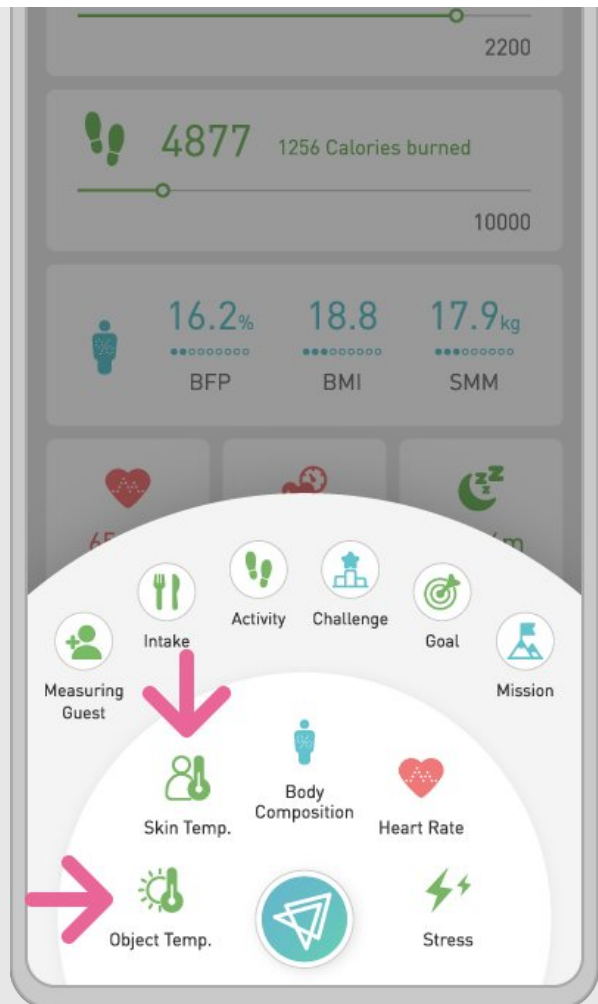 2200
4877 1256 Calories burned
10000
16.2% 18.8 17.9kg
BFP BMI SMM
Activity Challenge
Intake Goal
Measuring
Guest
Mission
Body
Composition
Skin Temp. Heart Rate
Object Temp. Stress